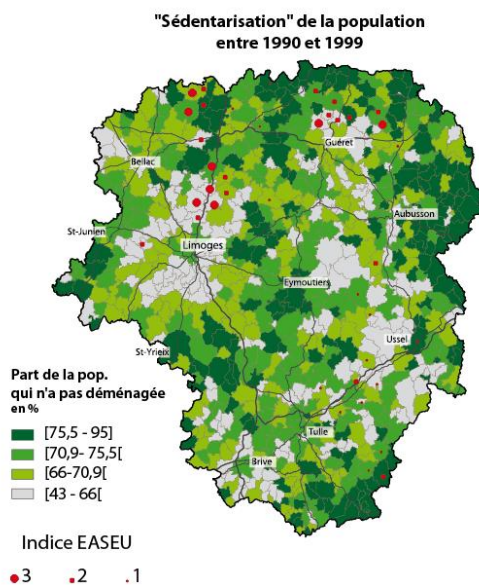 "Sédentarisation" de la population
entre 1990 et 1999
Guéret
Bellac
Aubusson
St-Junien
Limoges
Eymoutiers
Ussel
St-Yrieix
Tulle
Brive
Part de la pop.
qui n'a pas déménagée
en %
[75,5 - 95]
[70,9- 75,5[
[66-70,9[
[43 - 66[
Indice EASEU
3 2 1